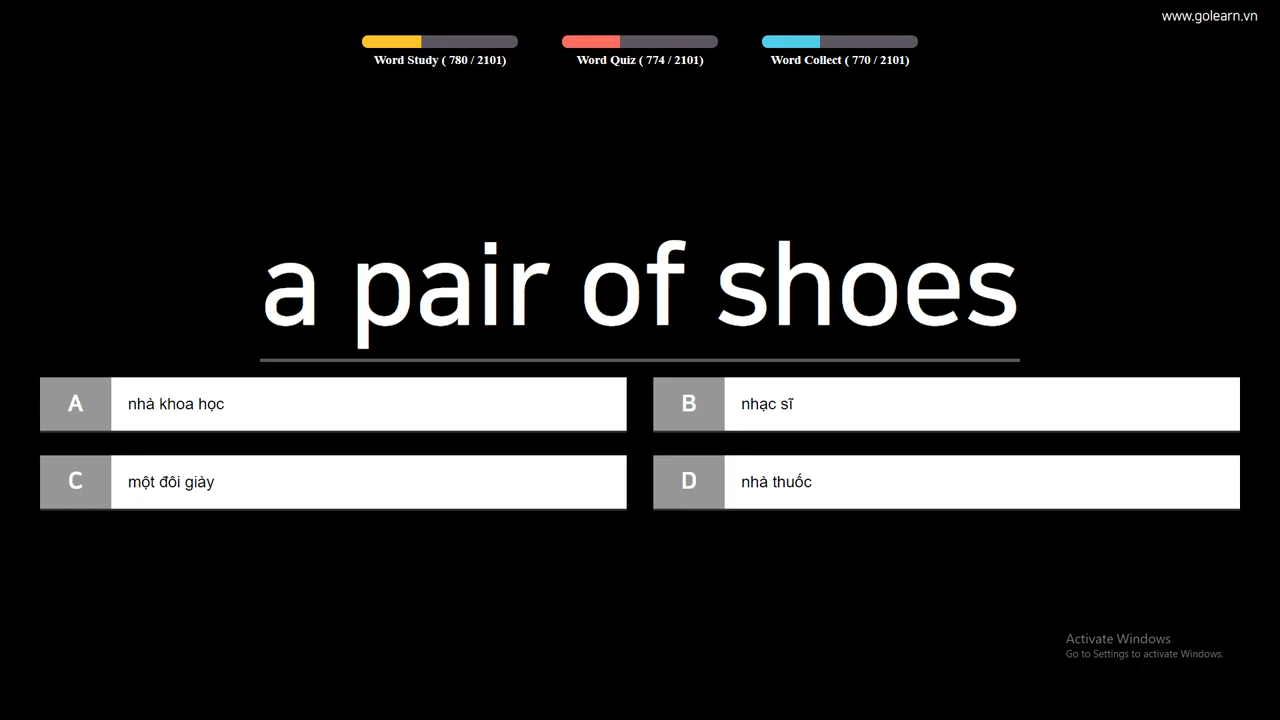 www.golearn.vn
Word Study ( 780 / 2101)
Word Quiz ( 774 / 2101)
Word Collect ( 770 / 2101)
a pair of shoes
A nhà khoa học
B nhạc sĩ
C một đôi giày
D nhà thuốc
Activate Windows
Go to Settings to activate Windows.